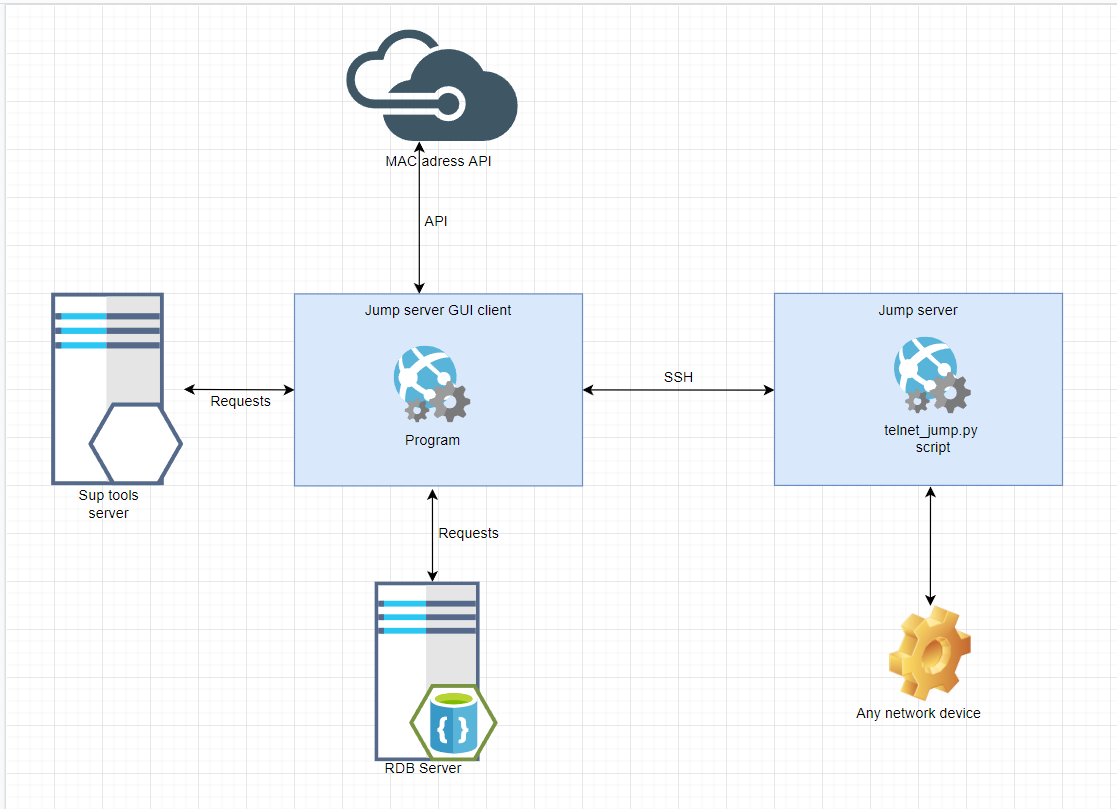 MAC adress API
API
Jump server GUI client
Jump server
SSH
Requests
Program
telnet_jump.py
script
Sup tools
server
Requests
{ }
Any network device
RDB Server